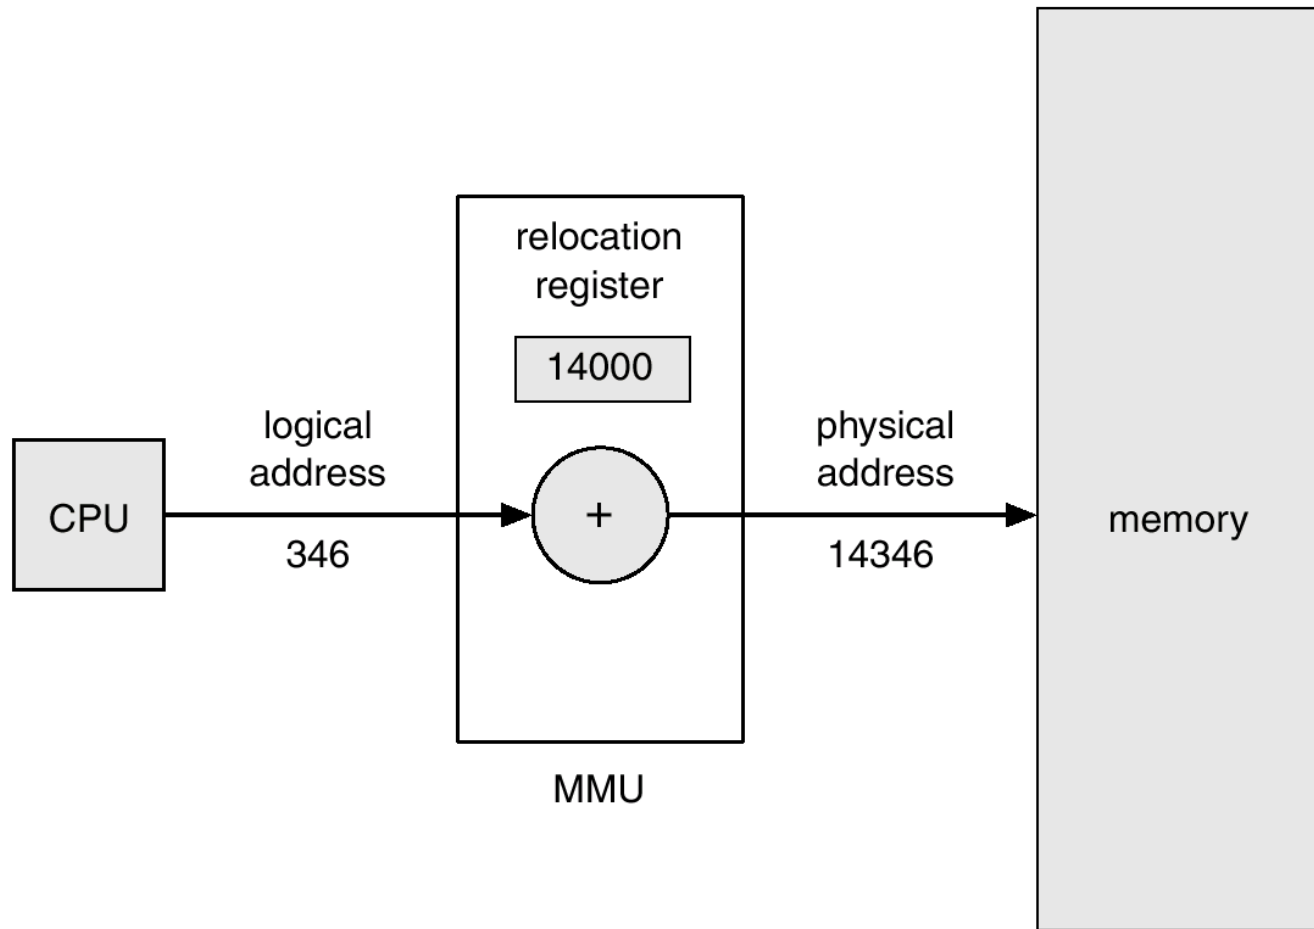 relocation
register
14000
logical
address
physical
address
CPU
+
memory
346
14346
MMU